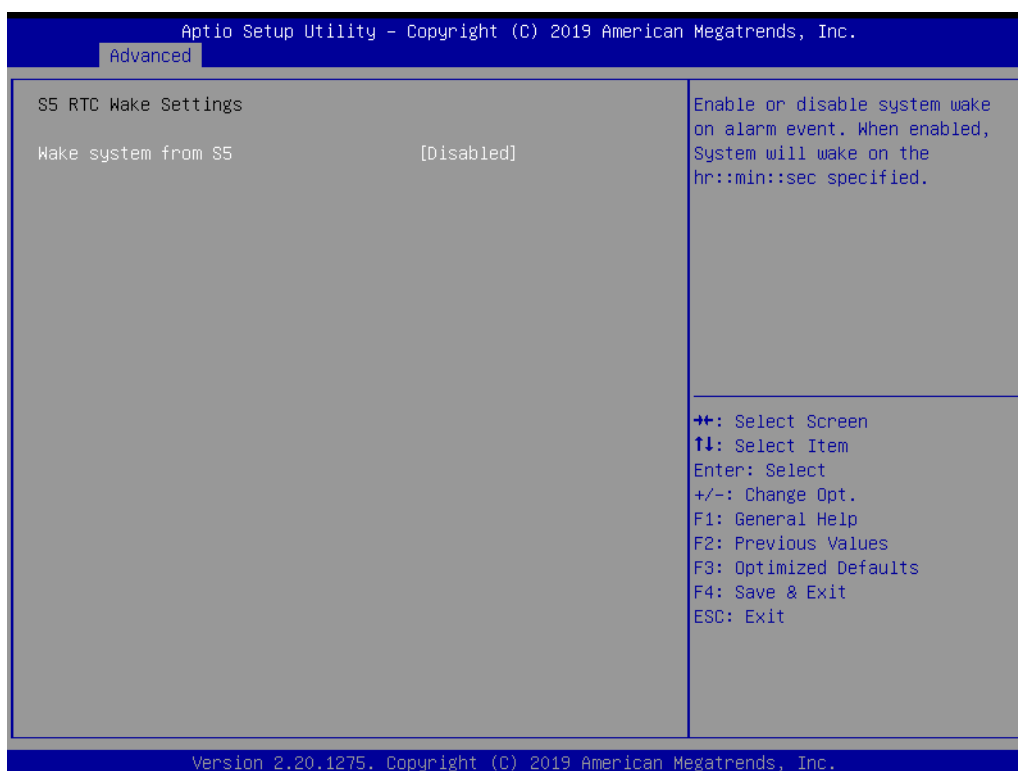 Aptio Setup Utility – Copyright (C) 2019 American Megatrends, Inc.
Advanced
S5 RTC Wake Settings
Wake system from S5 [Disabled]
Enable or disable system wake
on alarm event. When enabled,
System will wake on the
hr::min::sec specified.
→←: Select Screen
↑↓: Select Item
Enter: Select
+/-: Change Opt.
F1: General Help
F2: Previous Values
F3: Optimized Defaults
F4: Save & Exit
ESC: Exit
Version 2.20.1275. Copyright (C) 2019 American Megatrends, Inc.